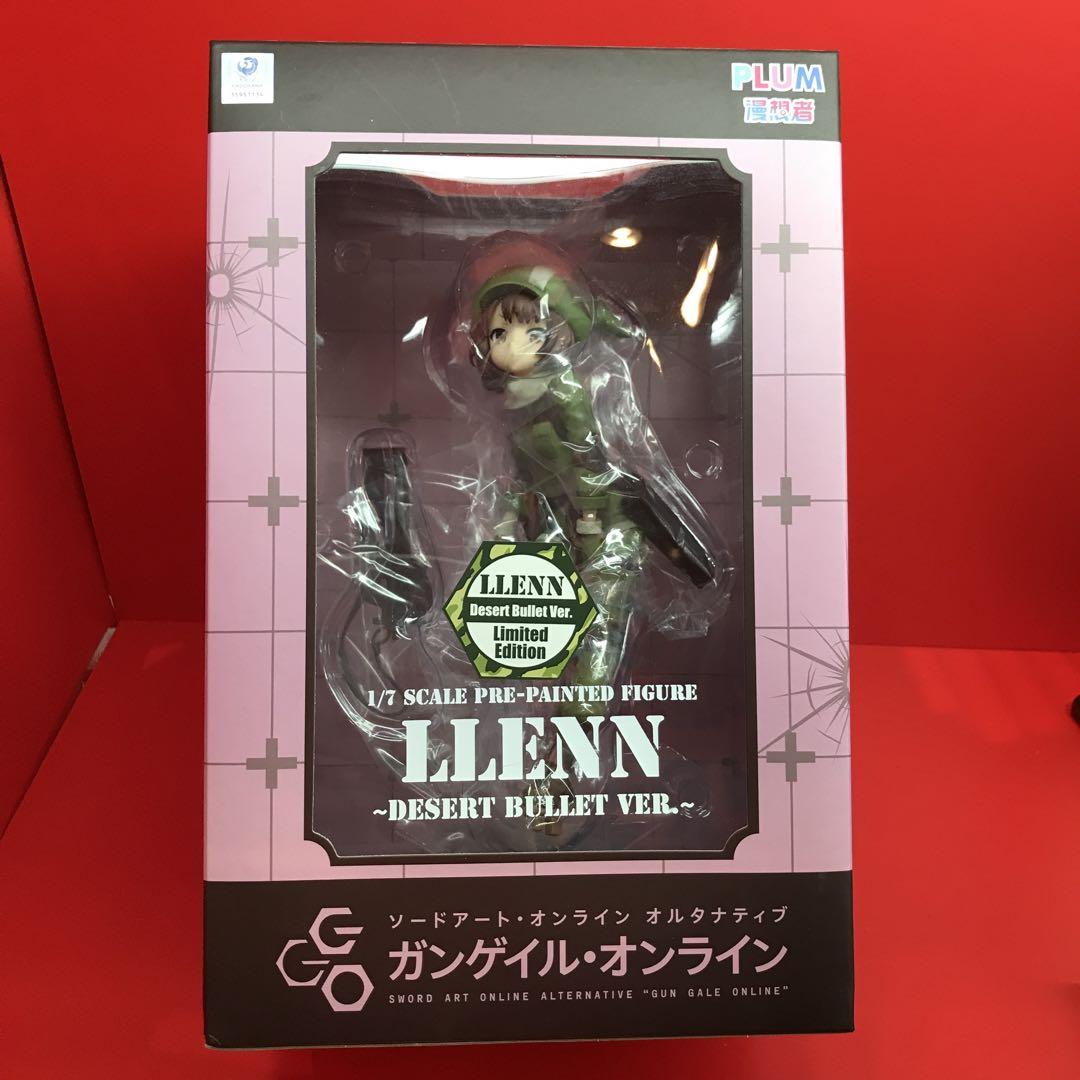 PLUM
漫想者
LLENN
Desert Bullet Ver.
Limited
Edition
1/7 SCALE PRE-PAINTED FIGURE
LLENN
~DESERT BULLET VER.~
GGO
ソードアート・オンライン オルタナティブ
ガンゲイル・オンライン
SWORD ART ONLINE ALTERNATIVE "GUN GALE ONLINE"